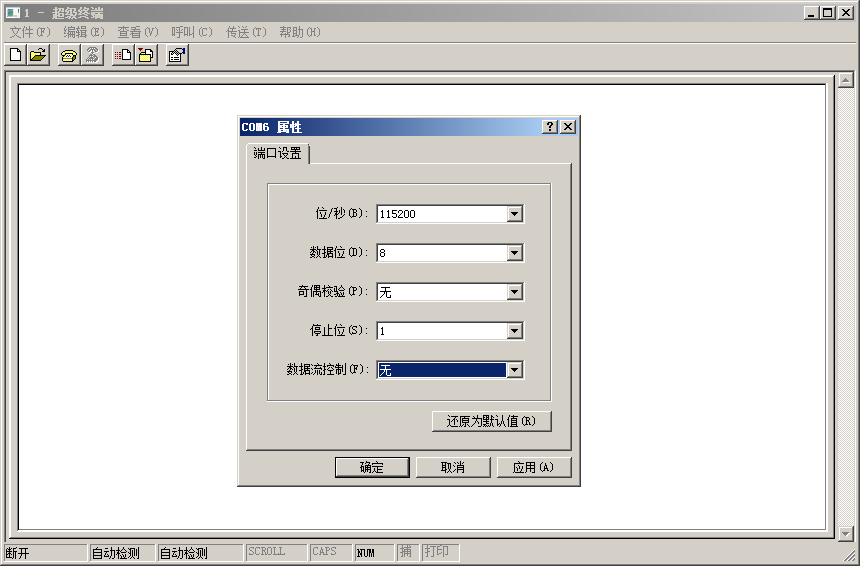 1 - 超级终端
文件(F) 编辑(E) 查看(V) 呼叫(C) 传送(T) 帮助(H)
COM6 属性
端口设置
位/秒(B): 115200
数据位(D): 8
奇偶校验(P): 无
停止位(S): 1
数据流控制(F): 无
还原为默认值(R)
确定 取消 应用(A)
断开 自动检测 自动检测 SCROLL CAPS NUM 捕 打印